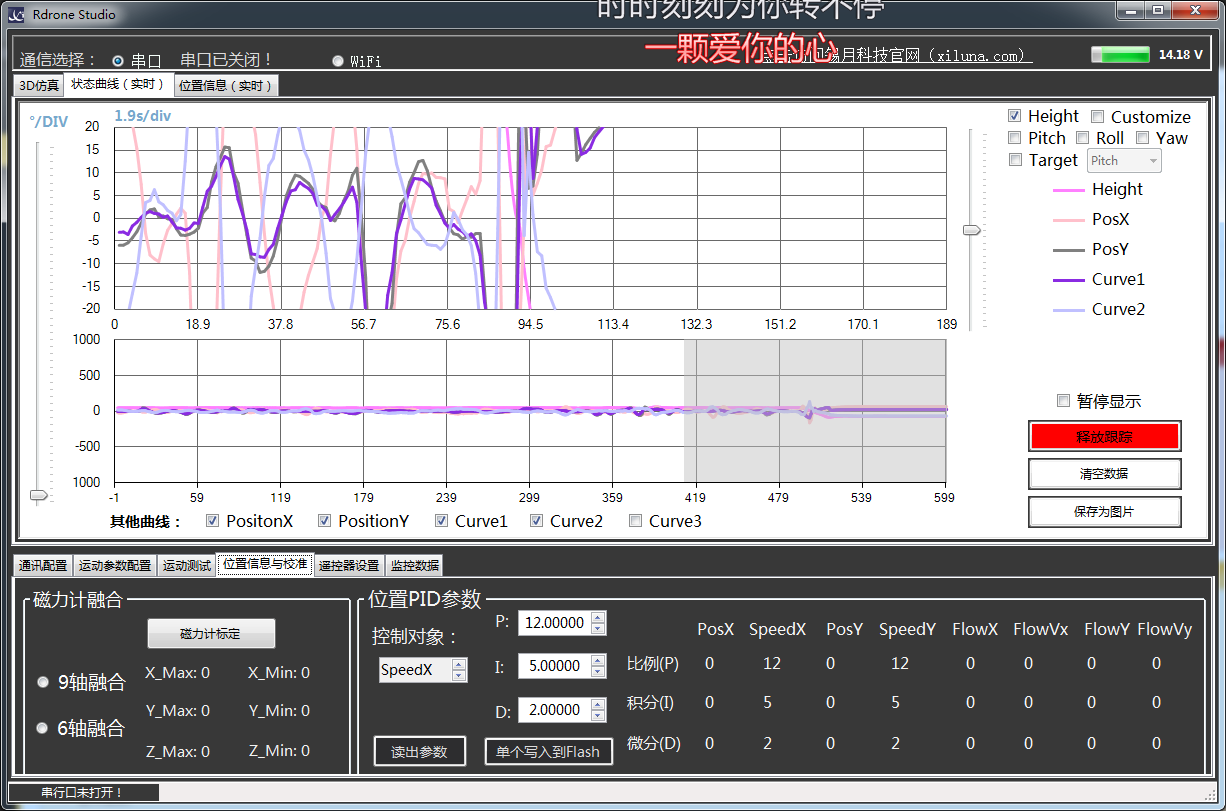 Rdrone Studio
时时刻刻为你转不停
一颗爱你的心
通信选择： 串口 串口已关闭！ WiFi
锡月科技官网（xiluna.com） 14.18 V
3D仿真 状态曲线（实时） 位置信息（实时）
°/DIV 1.9s/div
20
15
10
5
0
-5
-10
-15
-20
0 18.9 37.8 56.7 75.6 94.5 113.4 132.3 151.2 170.1 189
1000
500
0
-500
1000
-1 59 119 179 239 299 359 419 479 539 599
其他曲线： PositonX PositionY Curve1 Curve2 Curve3
Height Customize
Pitch Roll Yaw
Target Pitch
Height
PosX
PosY
Curve1
Curve2
暂停显示
释放跟踪
清空数据
保存为图片
通讯配置 运动参数配置 运动测试 位置信息与校准 遥控器设置 监控数据
磁力计融合
磁力计标定
9轴融合
6轴融合
X_Max: 0 X_Min: 0
Y_Max: 0 Y_Min: 0
Z_Max: 0 Z_Min: 0
位置PID参数
控制对象：
SpeedX
P: 12.00000
I: 5.00000
D: 2.00000
读出参数 单个写入到Flash
PosX SpeedX PosY SpeedY FlowX FlowVx FlowY FlowVy
比例(P) 0 12 0 12 0 0 0 0
积分(I) 0 5 0 5 0 0 0 0
微分(D) 0 2 0 2 0 0 0 0
串行口未打开！